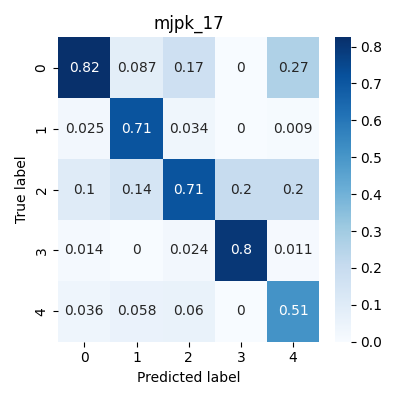 mjpk_17
0 0.82 0.087 0.17 0 0.27
1 0.025 0.71 0.034 0 0.009
2 0.1 0.14 0.71 0.2 0.2
3 0.014 0 0.024 0.8 0.011
4 0.036 0.058 0.06 0 0.51
0 1 2 3 4
Predicted label
True label
0.8
0.7
0.6
0.5
0.4
0.3
0.2
0.1
0.0